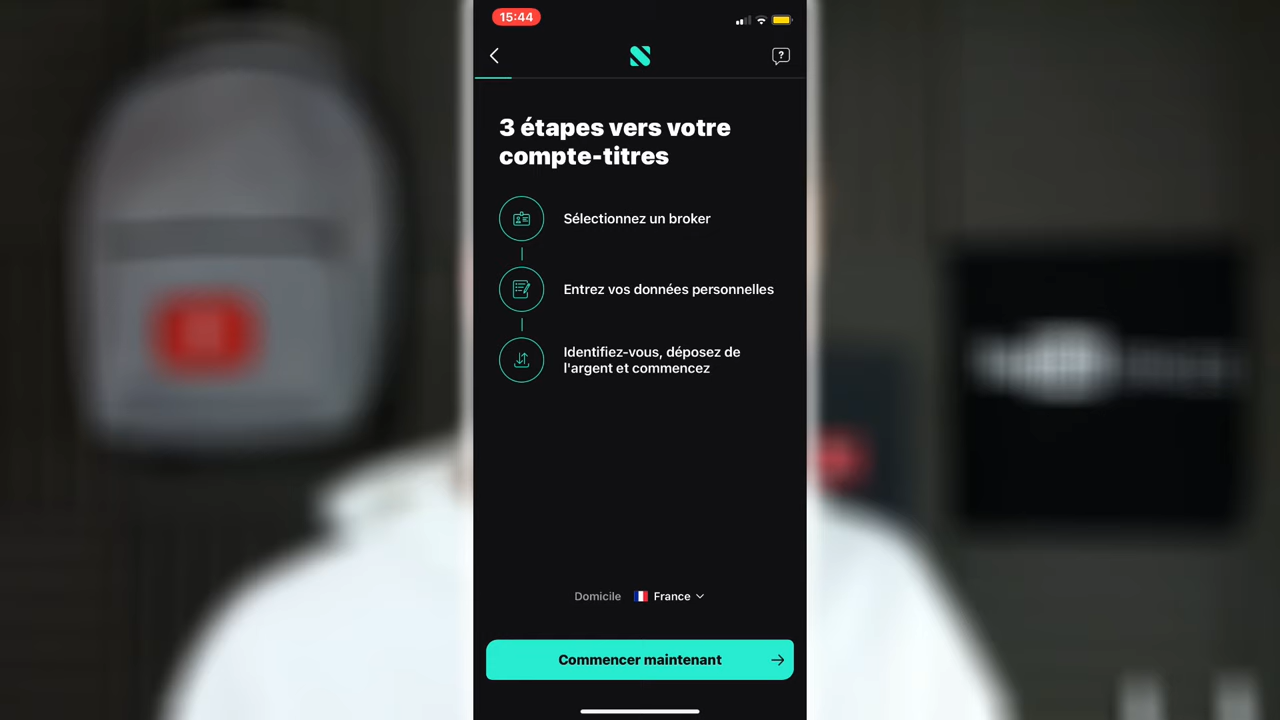 15:44
?
3 étapes vers votre
compte-titres
Sélectionnez un broker
Entrez vos données personnelles
Identifiez-vous, déposez de
l'argent et commencez
Domicile France
Commencer maintenant